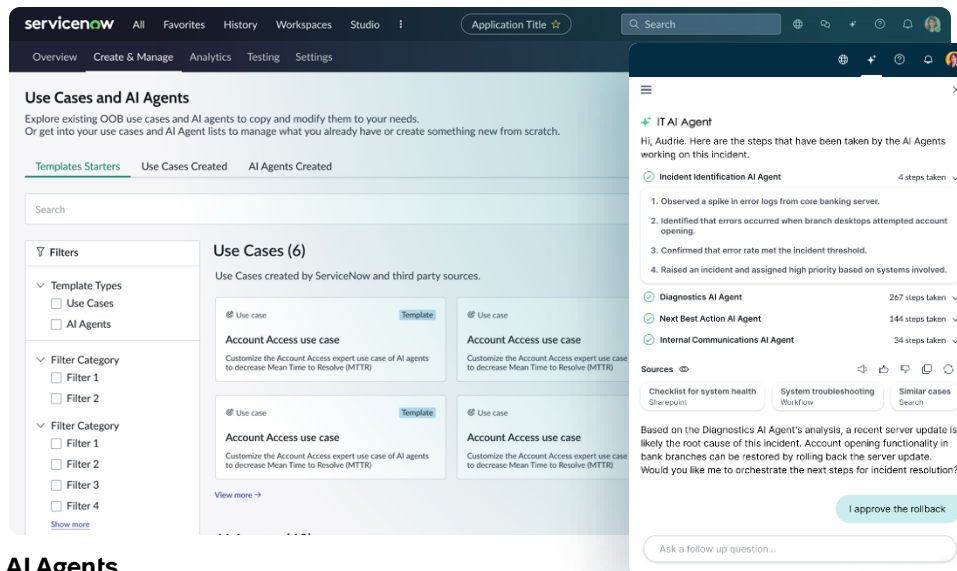 servicenow All Favorites History Workspaces Studio Application Title Search
Overview Create & Manage Analytics Testing Settings
Use Cases and AI Agents
Explore existing OOB use cases and AI agents to copy and modify them to your needs.
Or get into your use cases and AI Agent lists to manage what you already have or create something new from scratch.
Templates Starters Use Cases Created AI Agents Created
Search
Filters
Template Types
Use Cases
AI Agents
Filter Category
Filter 1
Filter 2
Filter Category
Filter 1
Filter 2
Filter 3
Filter 4
Show more
Use Cases (6)
Use Cases created by ServiceNow and third party sources.
Use case Template
Account Access use case
Customize the Account Access expert use case of AI agents
to decrease Mean Time to Resolve (MTTR)
Use case
Account Access use case
Customize the Account Access expert use case
to decrease Mean Time to Resolve (MTTR)
Use case Template
Account Access use case
Customize the Account Access expert use case of AI agents
to decrease Mean Time to Resolve (MTTR)
Use case
Account Access use case
Customize the Account Access expert use case
to decrease Mean Time to Resolve (MTTR)
View more →
IT AI Agent
Hi, Audrie. Here are the steps that have been taken by the AI Agents
working on this incident.
Incident Identification AI Agent 4 steps taken
1. Observed a spike in error logs from core banking server.
2. Identified that errors occurred when branch desktops attempted account
opening.
3. Confirmed that error rate met the incident threshold.
4. Raised an incident and assigned high priority based on systems involved.
Diagnostics AI Agent 267 steps taken
Next Best Action AI Agent 144 steps taken
Internal Communications AI Agent 34 steps taken
Sources
Checklist for system health
Sharepoint
System troubleshooting
Workflow
Similar cases
Search
Based on the Diagnostics AI Agent's analysis, a recent server update is
likely the root cause of this incident. Account opening functionality in
bank branches can be restored by rolling back the server update.
Would you like me to orchestrate the next steps for incident resolution?
I approve the rollback
Ask a follow up question...
AI Agents